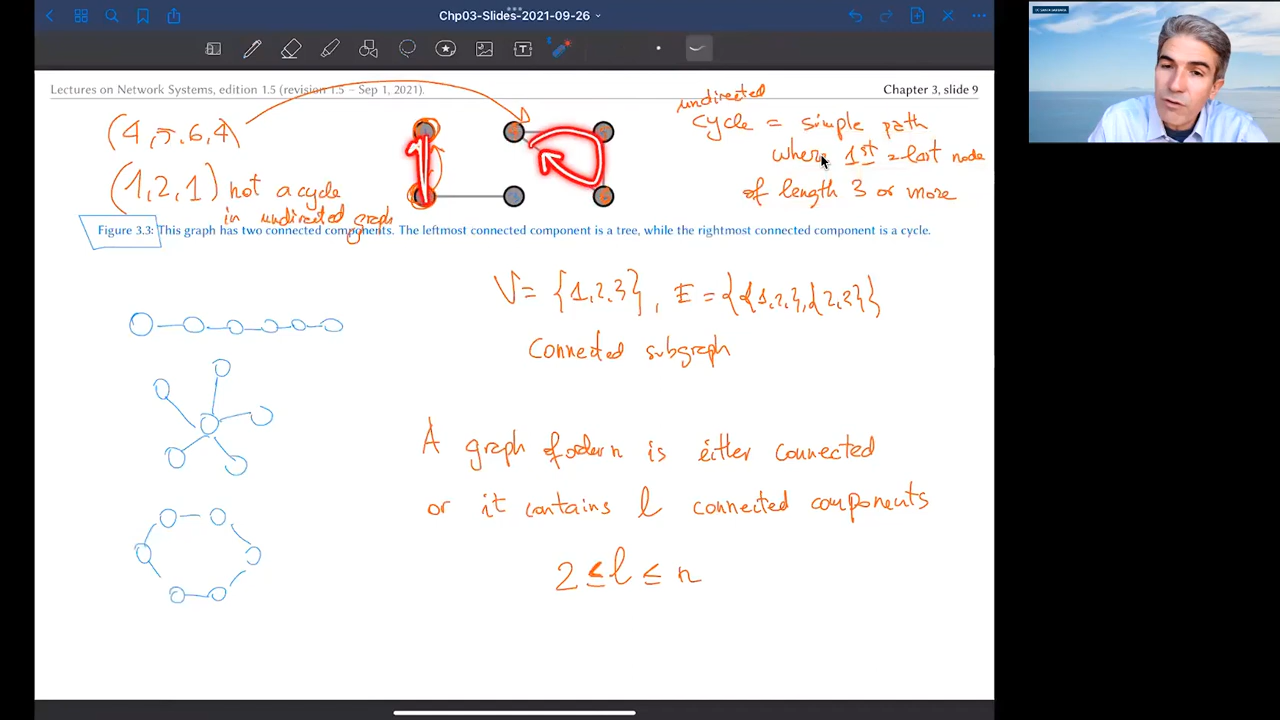 Chp03-Slides-2021-09-26
Lectures on Network Systems, edition 1.5 (revision 1.5 – Sep 1, 2021).
Chapter 3, slide 9
(4, 5, 6, 4)
(1, 2, 1) not a cycle
in undirected graph
undirected
cycle = simple path
where 1st = last node
of length 3 or more
Figure 3.3: This graph has two connected components. The leftmost connected component is a tree, while the rightmost connected component is a cycle.
V = {1,2,3}, E = {{1,2},{2,3}}
Connected subgraph
A graph of order n is either connected
or it contains l connected components
2 ≤ l ≤ n